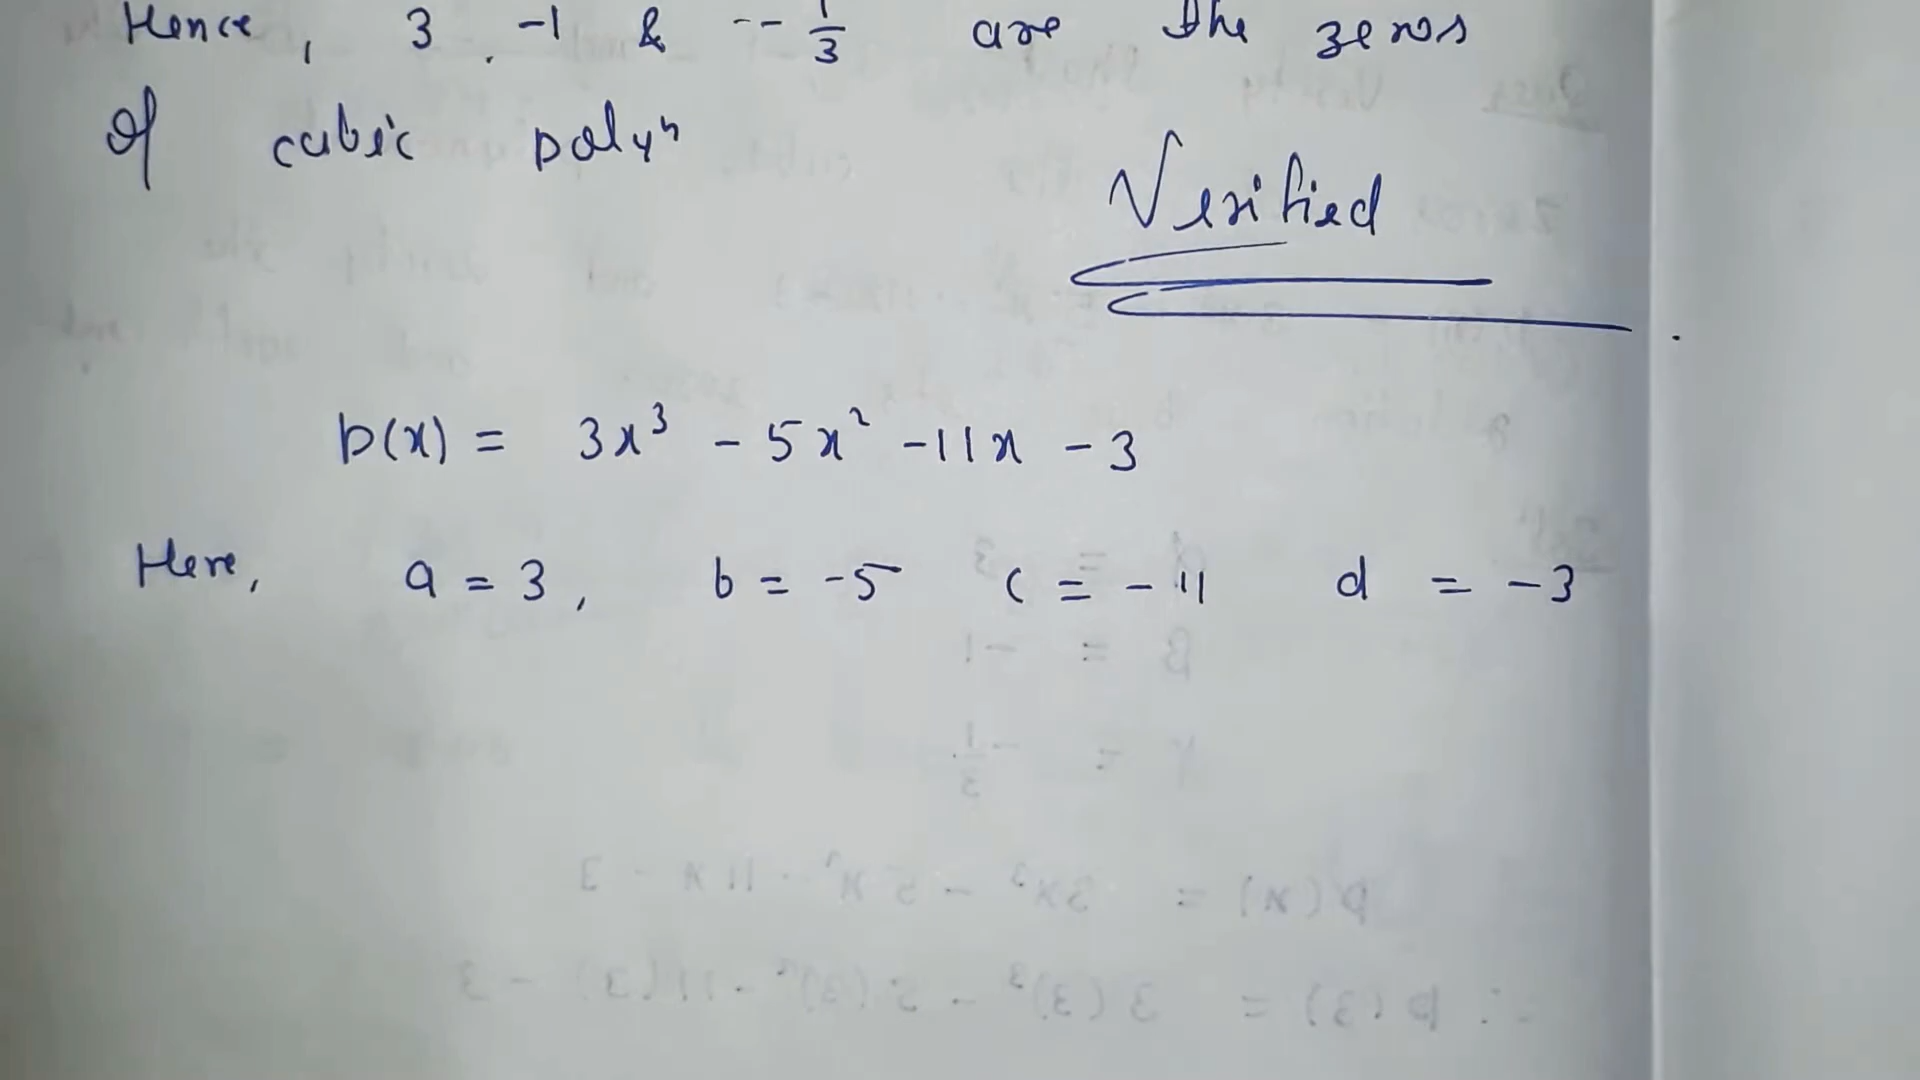 Hence, 3, -1 & -- 1/3 are the zeros
of cubic polyⁿ
Verified
p(x) = 3x³ - 5x² - 11x - 3
Here, a = 3, b = -5 c = -11 d = -3